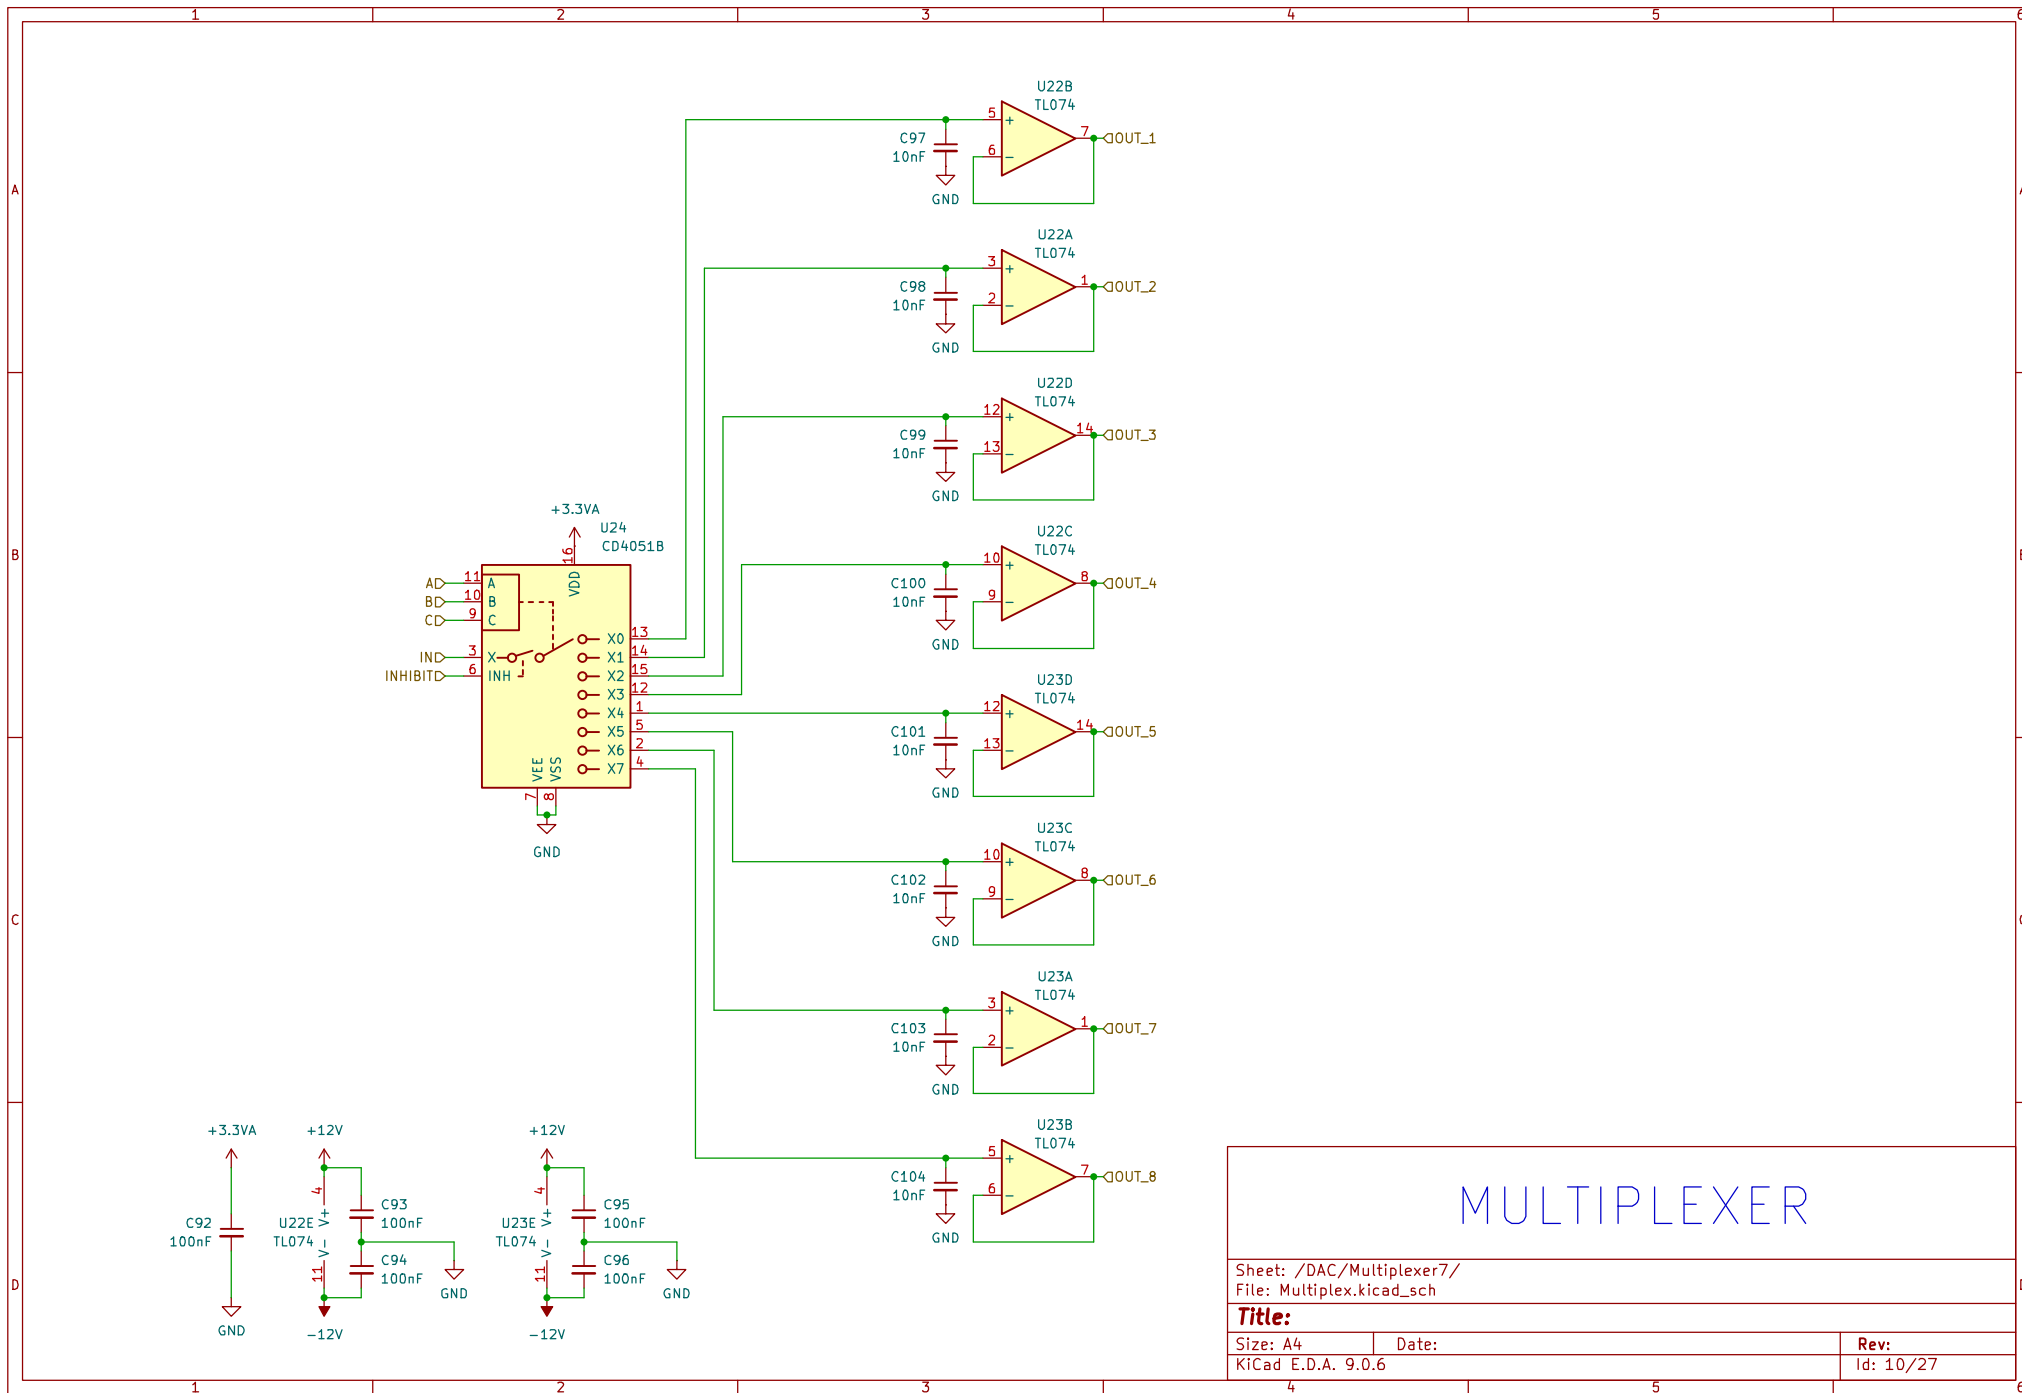 1 2 3 4 5 6
U22B
TL074
5 + 7 OUT_1
C97
10nF
6 −
A
GND
U22A
TL074
3 + 1 OUT_2
C98
10nF
2 −
GND
U22D
TL074
12 + 14 OUT_3
C99
10nF
13 −
GND
+3.3VA
U24
CD4051B
16
VDD
U22C
TL074
10 + 8 OUT_4
B
C100
10nF
9 −
GND
A 11 A
B 10 B
C 9 C
IN 3 X
INHIBIT 6 INH
X0 13
X1 14
X2 15
X3 12
X4 1
X5 5
X6 2
X7 4
VEE VSS
7 8
GND
U23D
TL074
12 + 14 OUT_5
C101
10nF
13 −
GND
U23C
TL074
10 + 8 OUT_6
C102
10nF
9 −
C
GND
U23A
TL074
3 + 1 OUT_7
C103
10nF
2 −
GND
U23B
TL074
5 + 7 OUT_8
C104
10nF
6 −
GND
+3.3VA
C92
100nF
GND
+12V
4
V+
U22E
TL074
V−
11
−12V
C93
100nF
C94
100nF
GND
+12V
4
V+
U23E
TL074
V−
11
−12V
C95
100nF
C96
100nF
GND
D
MULTIPLEXER
Sheet: /DAC/Multiplexer7/
File: Multiplex.kicad_sch
Title:
Size: A4 Date: Rev:
KiCad E.D.A. 9.0.6 Id: 10/27
1 2 3 4 5 6